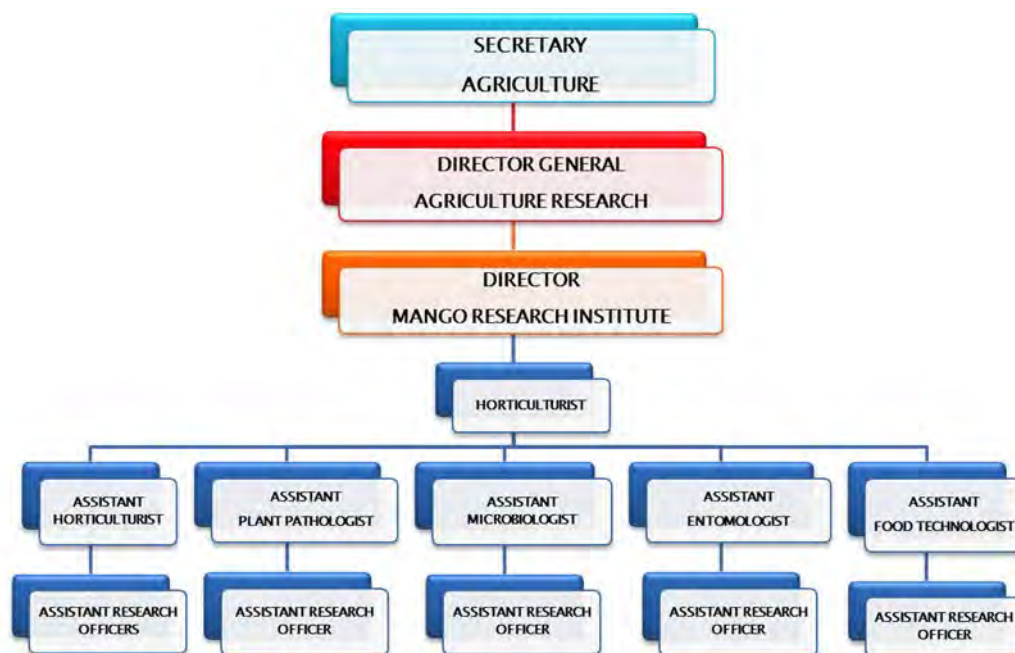 SECRETARY
AGRICULTURE
DIRECTOR GENERAL
AGRICULTURE RESEARCH
DIRECTOR
MANGO RESEARCH INSTITUTE
HORTICULTURIST
ASSISTANT
HORTICULTURIST
ASSISTANT
PLANT PATHOLOGIST
ASSISTANT
MICROBIOLOGIST
ASSISTANT
ENTOMOLOGIST
ASSISTANT
FOOD TECHNOLOGIST
ASSISTANT RESEARCH
OFFICERS
ASSISTANT RESEARCH
OFFICER
ASSISTANT RESEARCH
OFFICER
ASSISTANT RESEARCH
OFFICER
ASSISTANT RESEARCH
OFFICER